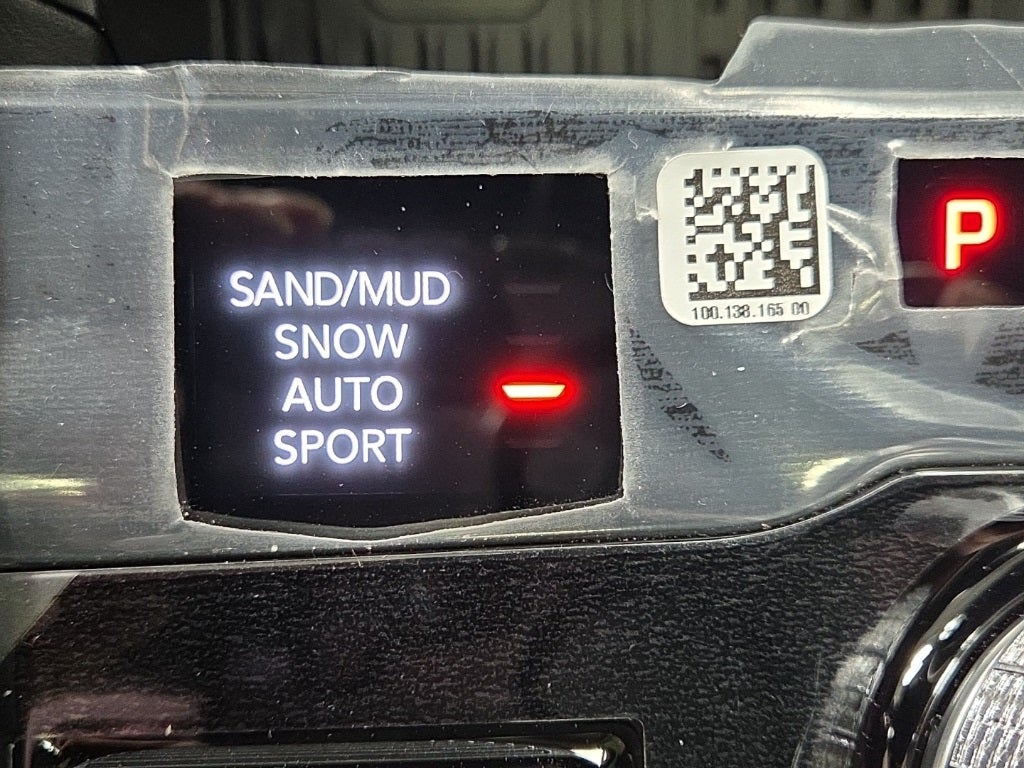 SAND/MUD
SNOW
AUTO
SPORT
100.138.165 00
P